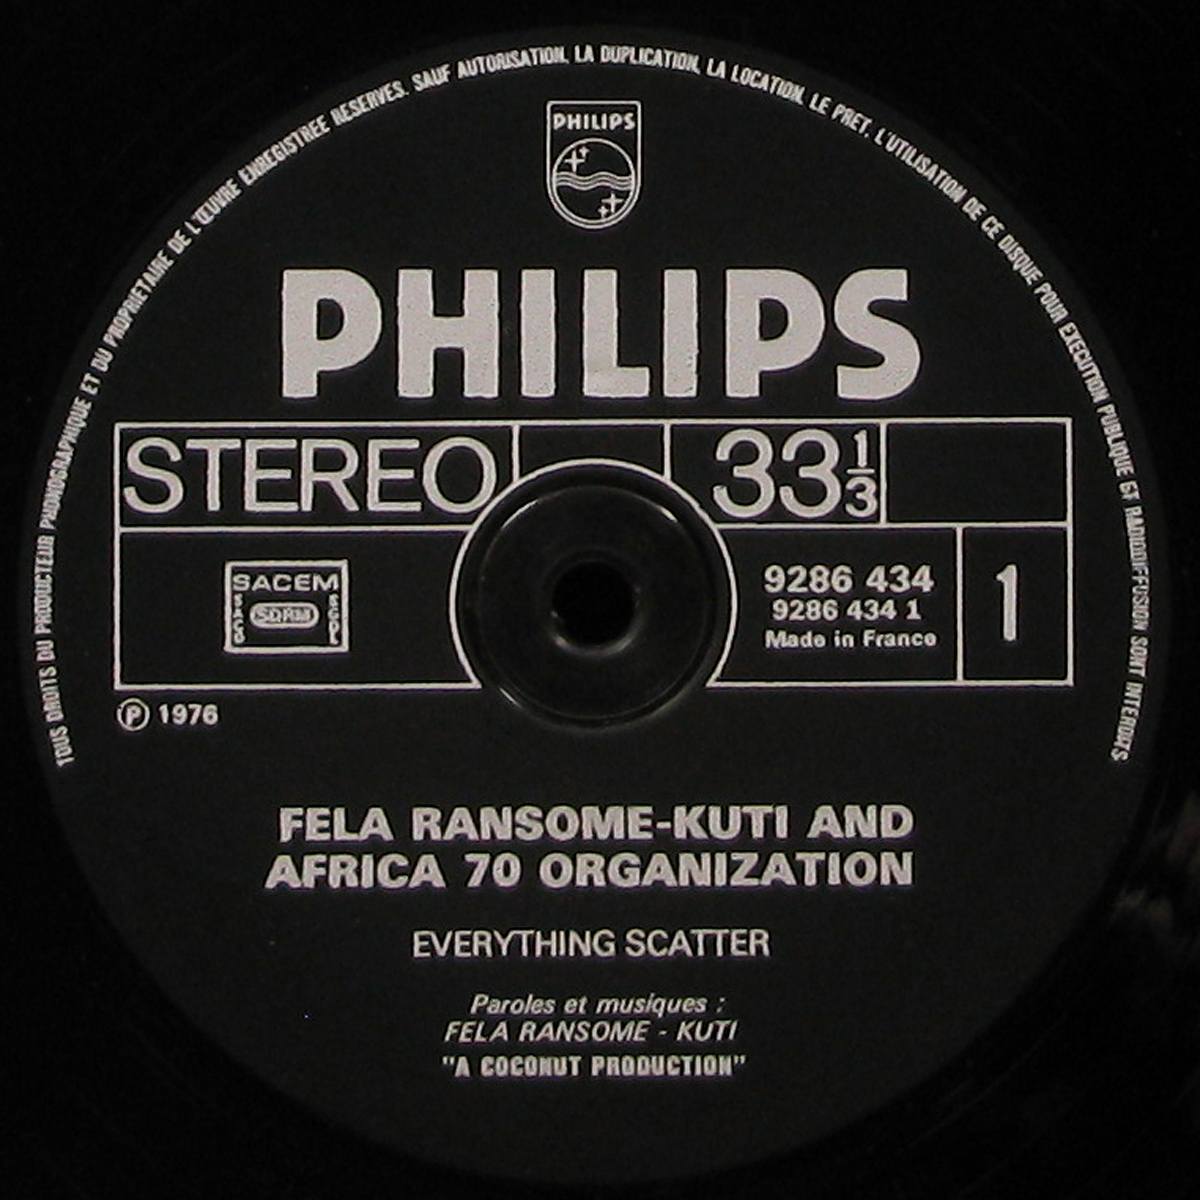 TOUS DROITS DU PRODUCTEUR PHONOGRAPHIQUE ET DU PROPRIETAIRE DE L'ŒUVRE ENREGISTREE RESERVES. SAUF AUTORISATION, LA DUPLICATION, LA LOCATION, LE PRET, L'UTILISATION DE CE DISQUE POUR EXECUTION PUBLIQUE ET RADIODIFFUSION SONT INTERDITS.
PHILIPS
PHILIPS
STEREO 33 1/3
SACEM
SACD SDRM SGDL
9286 434
9286 434 1
Made in France
1
Ⓟ 1976
FELA RANSOME-KUTI AND
AFRICA 70 ORGANIZATION
EVERYTHING SCATTER
Paroles et musiques :
FELA RANSOME - KUTI
"A COCONUT PRODUCTION"